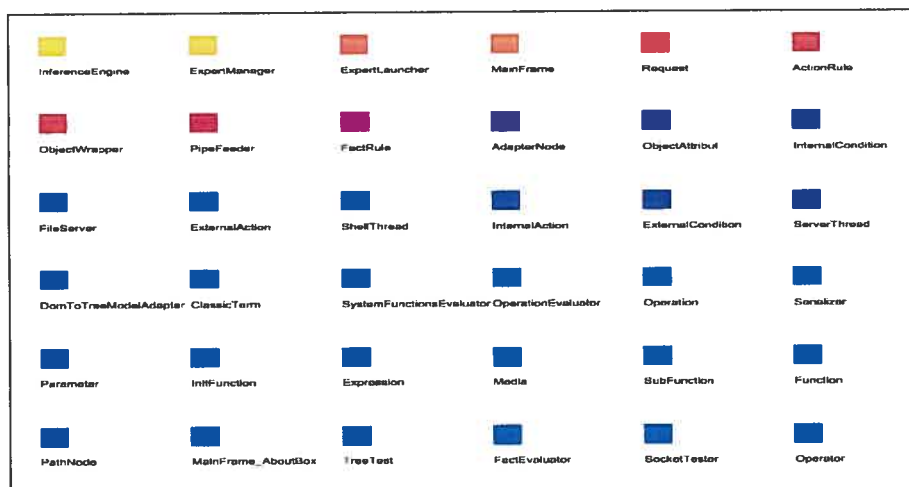 InferenceEngine ExpertManager ExpertLauncher MainFrame Request ActionRule
ObjectWrapper PipeFeeder FactRule AdapterNode ObjectAttribut InternalCondition
FileServer ExternalAction ShellThread InternalAction ExternalCondition ServerThread
DomToTreeModelAdapter ClassicTerm SystemFunctionsEvaluator OperationEvaluator Operation Serializer
Parameter InitFunction Expression Media SubFunction Function
PathNode MainFrame_AboutBox TreeTest FactEvaluator SocketTester Operator